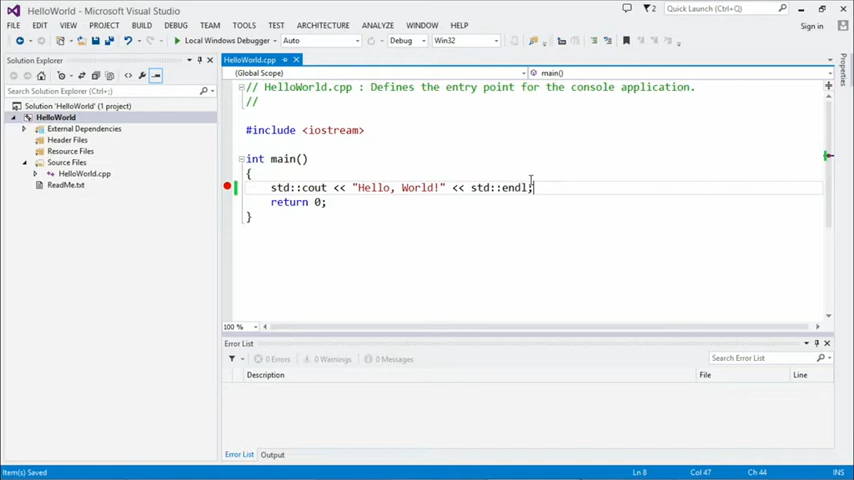 HelloWorld - Microsoft Visual Studio
2
Quick Launch (Ctrl+Q)
FILE EDIT VIEW PROJECT BUILD DEBUG TEAM TOOLS TEST ARCHITECTURE ANALYZE WINDOW HELP
Sign in
Local Windows Debugger Auto Debug Win32
Solution Explorer
Search Solution Explorer (Ctrl+;)
Solution 'HelloWorld' (1 project)
HelloWorld
External Dependencies
Header Files
Resource Files
Source Files
HelloWorld.cpp
ReadMe.txt
HelloWorld.cpp
(Global Scope) main()
// HelloWorld.cpp : Defines the entry point for the console application.
//
#include <iostream>
int main()
{
std::cout << "Hello, World!" << std::endl;
return 0;
}
100 %
Properties
Error List
0 Errors 0 Warnings 0 Messages
Search Error List
Description File Line
Error List Output
Item(s) Saved Ln 8 Col 47 Ch 44 INS